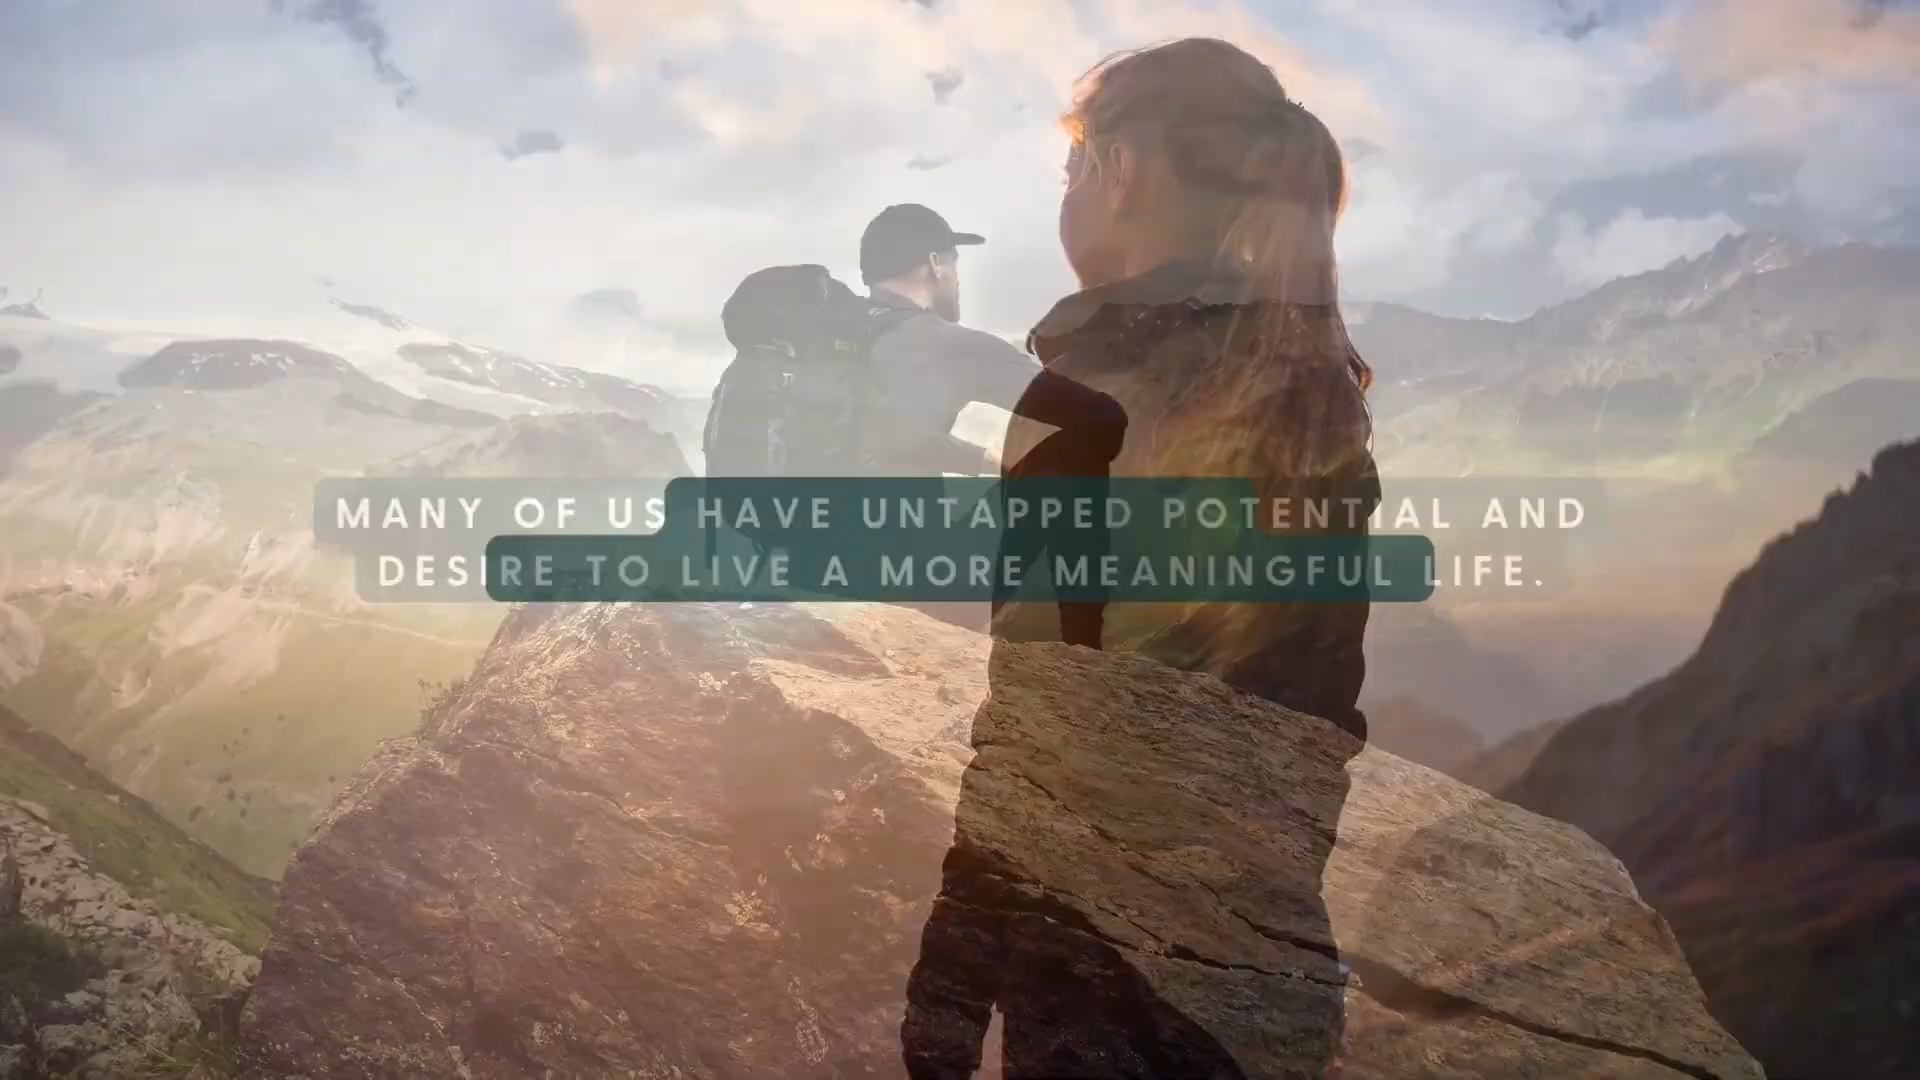 MANY OF US HAVE UNTAPPED POTENTIAL AND
DESIRE TO LIVE A MORE MEANINGFUL LIFE.